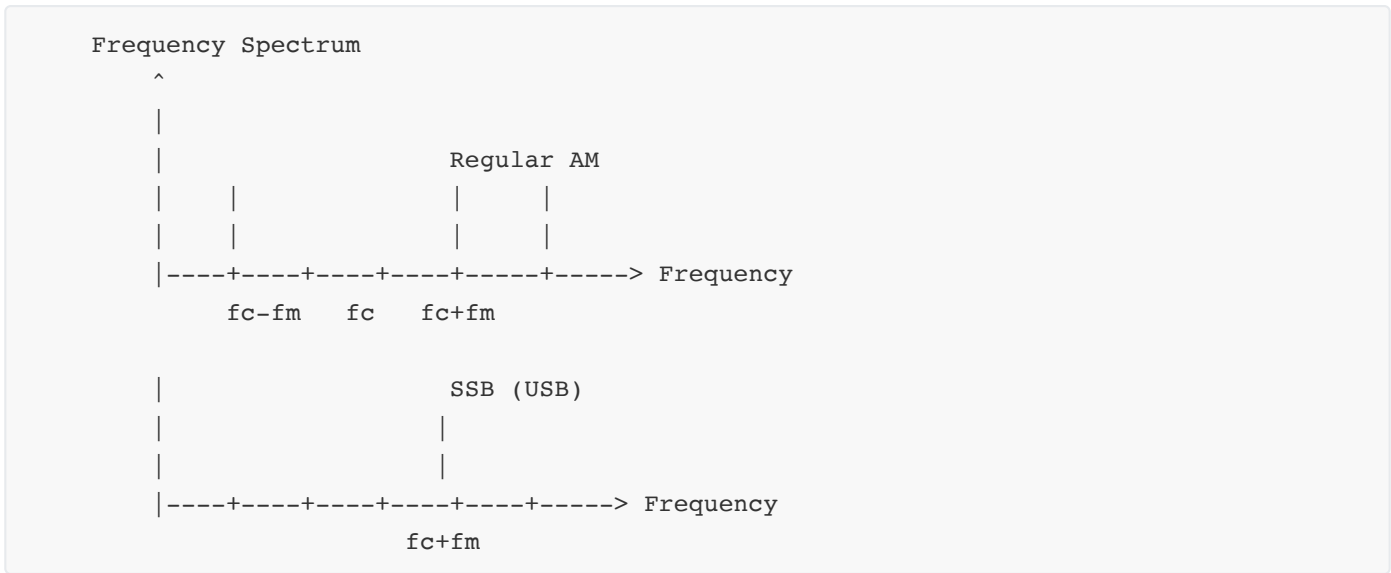 Frequency Spectrum
    ^
    |
    |                   Regular AM
    |    |              |     |
    |    |              |     |
    |----+----+----+----+-----+-----> Frequency
        fc-fm   fc   fc+fm

    |                   SSB (USB)
    |                  |
    |                  |
    |----+----+----+----+----+-----> Frequency
                    fc+fm